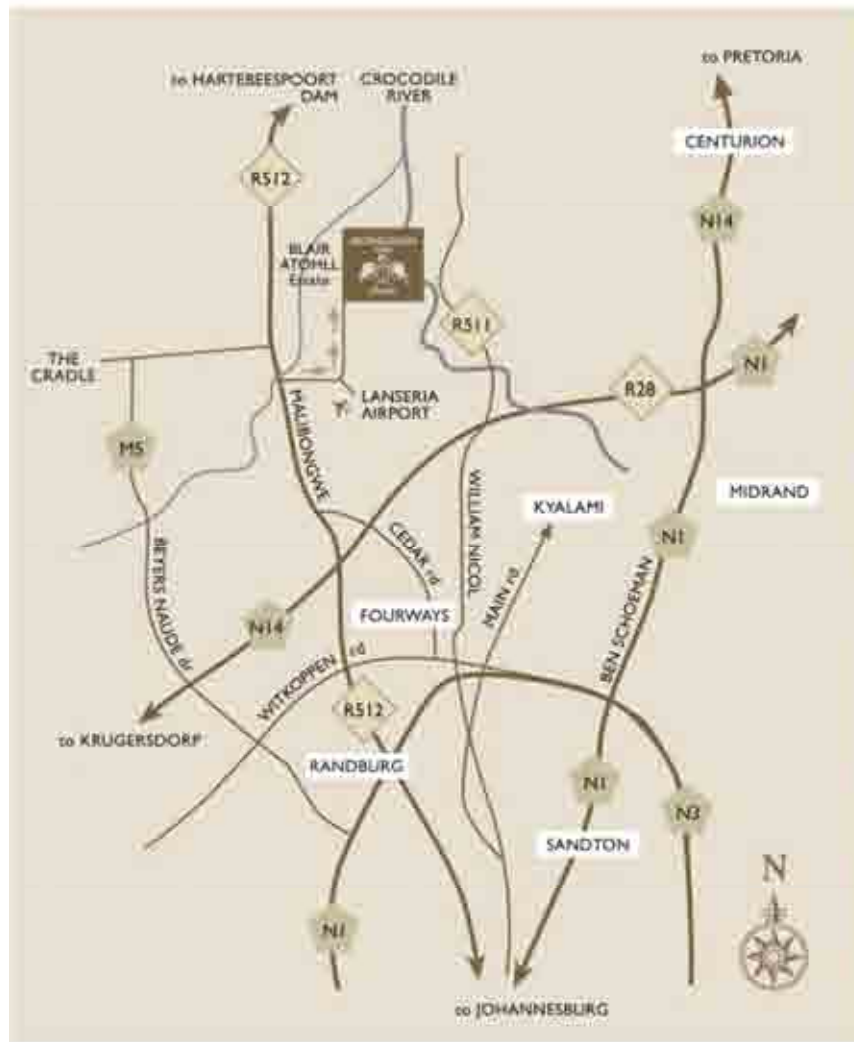 to PRETORIA
to HARTEBEESPOORT
DAM
CROCODILE
RIVER
CENTURION
R512
N14
BLAIR
ATOHLL
Estate
R511
THE
CRADLE
N1
R28
LANSERIA
AIRPORT
M5
MALIBONGWE
MIDRAND
KYALAMI
WILLIAM NICOL
N1
CEDAR rd
BEYERS NAUDE dr
MAIN rd
BEN SCHOEMAN
FOURWAYS
N14
WITKOPPEN rd
R512
to KRUGERSDORP
RANDBURG
N1
N3
SANDTON
N
N1
to JOHANNESBURG